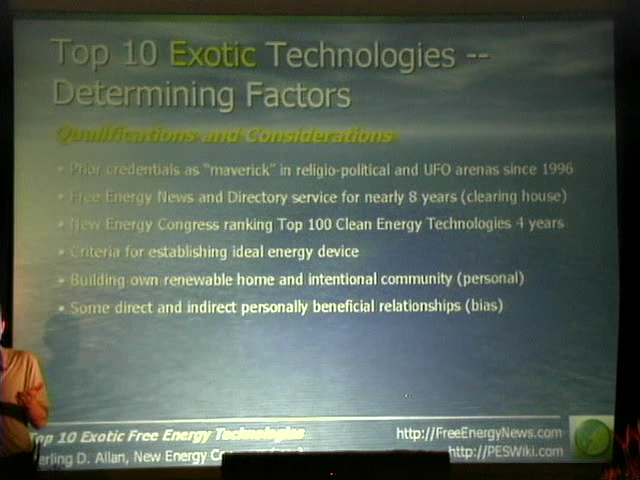 Top 10 Exotic Technologies --
Determining Factors
Qualifications and Considerations
• Prior credentials as "maverick" in religio-political and UFO arenas since 1996
• Free Energy News and Directory service for nearly 8 years (clearing house)
• New Energy Congress ranking Top 100 Clean Energy Technologies 4 years
• Criteria for establishing ideal energy device
• Building own renewable home and intentional community (personal)
• Some direct and indirect personally beneficial relationships (bias)
Top 10 Exotic Free Energy Technologies
http://FreeEnergyNews.com
erling D. Allan, New Energy
http://PESWiki.com